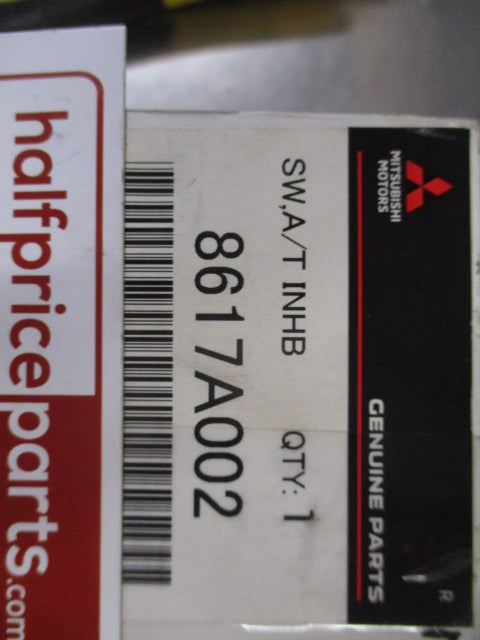 MITSUBISHI
MOTORS
GENUINE PARTS
SW,A/T INHB QTY: 1
8617A002
halfpriceparts.com